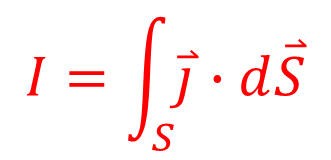 I = ∫_S j⃗ · dS⃗